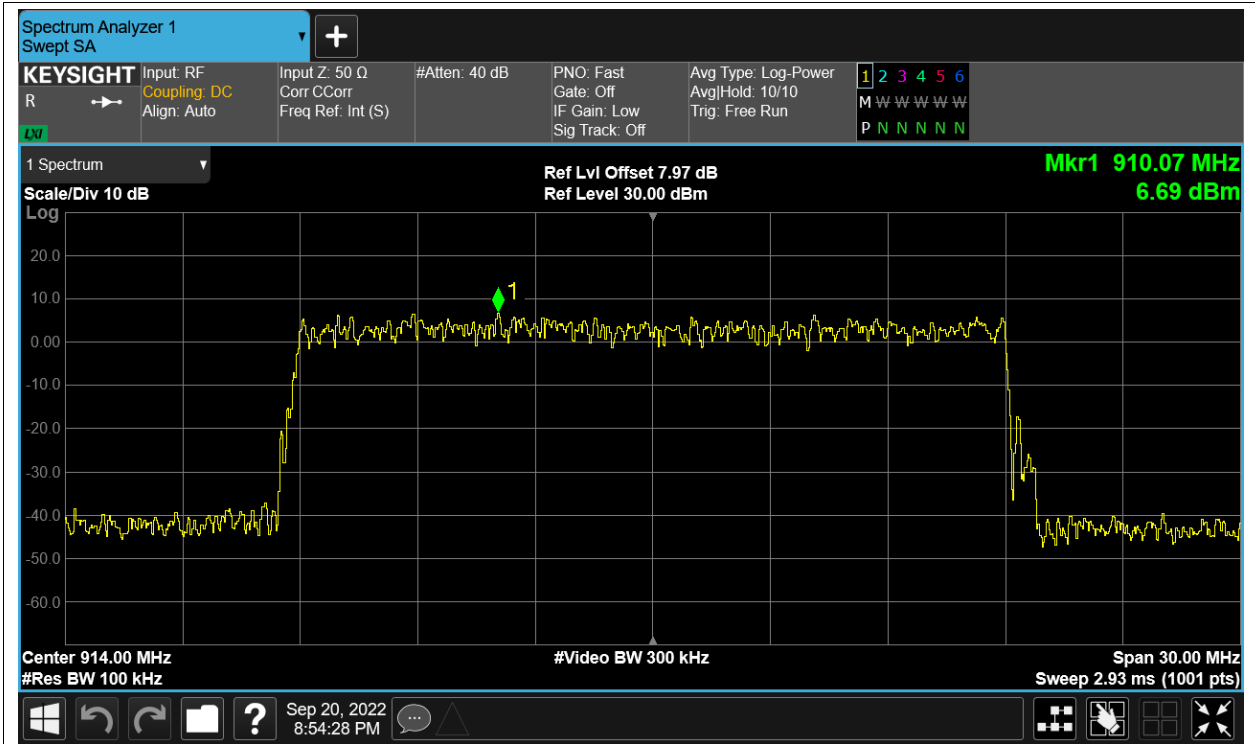 Spectrum Analyzer 1
Swept SA
KEYSIGHT
R
LXI
Input: RF
Coupling: DC
Align: Auto
Input Z: 50 Ω
Corr CCorr
Freq Ref: Int (S)
#Atten: 40 dB
PNO: Fast
Gate: Off
IF Gain: Low
Sig Track: Off
Avg Type: Log-Power
Avg|Hold: 10/10
Trig: Free Run
1 2 3 4 5 6
M W W W W W
P N N N N N
1 Spectrum
Scale/Div 10 dB
Log
Ref Lvl Offset 7.97 dB
Ref Level 30.00 dBm
Mkr1 910.07 MHz
6.69 dBm
20.0
10.0
1
0.00
-10.0
-20.0
-30.0
-40.0
-50.0
-60.0
Center 914.00 MHz
#Video BW 300 kHz
Span 30.00 MHz
#Res BW 100 kHz
Sweep 2.93 ms (1001 pts)
?
Sep 20, 2022
8:54:28 PM